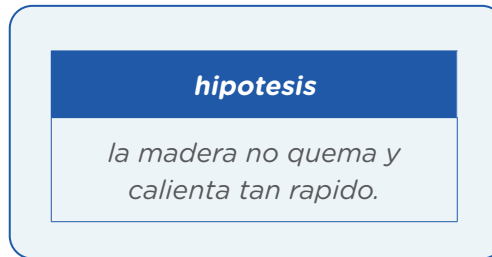 hipotesis
la madera no quema y
calienta tan rapido.